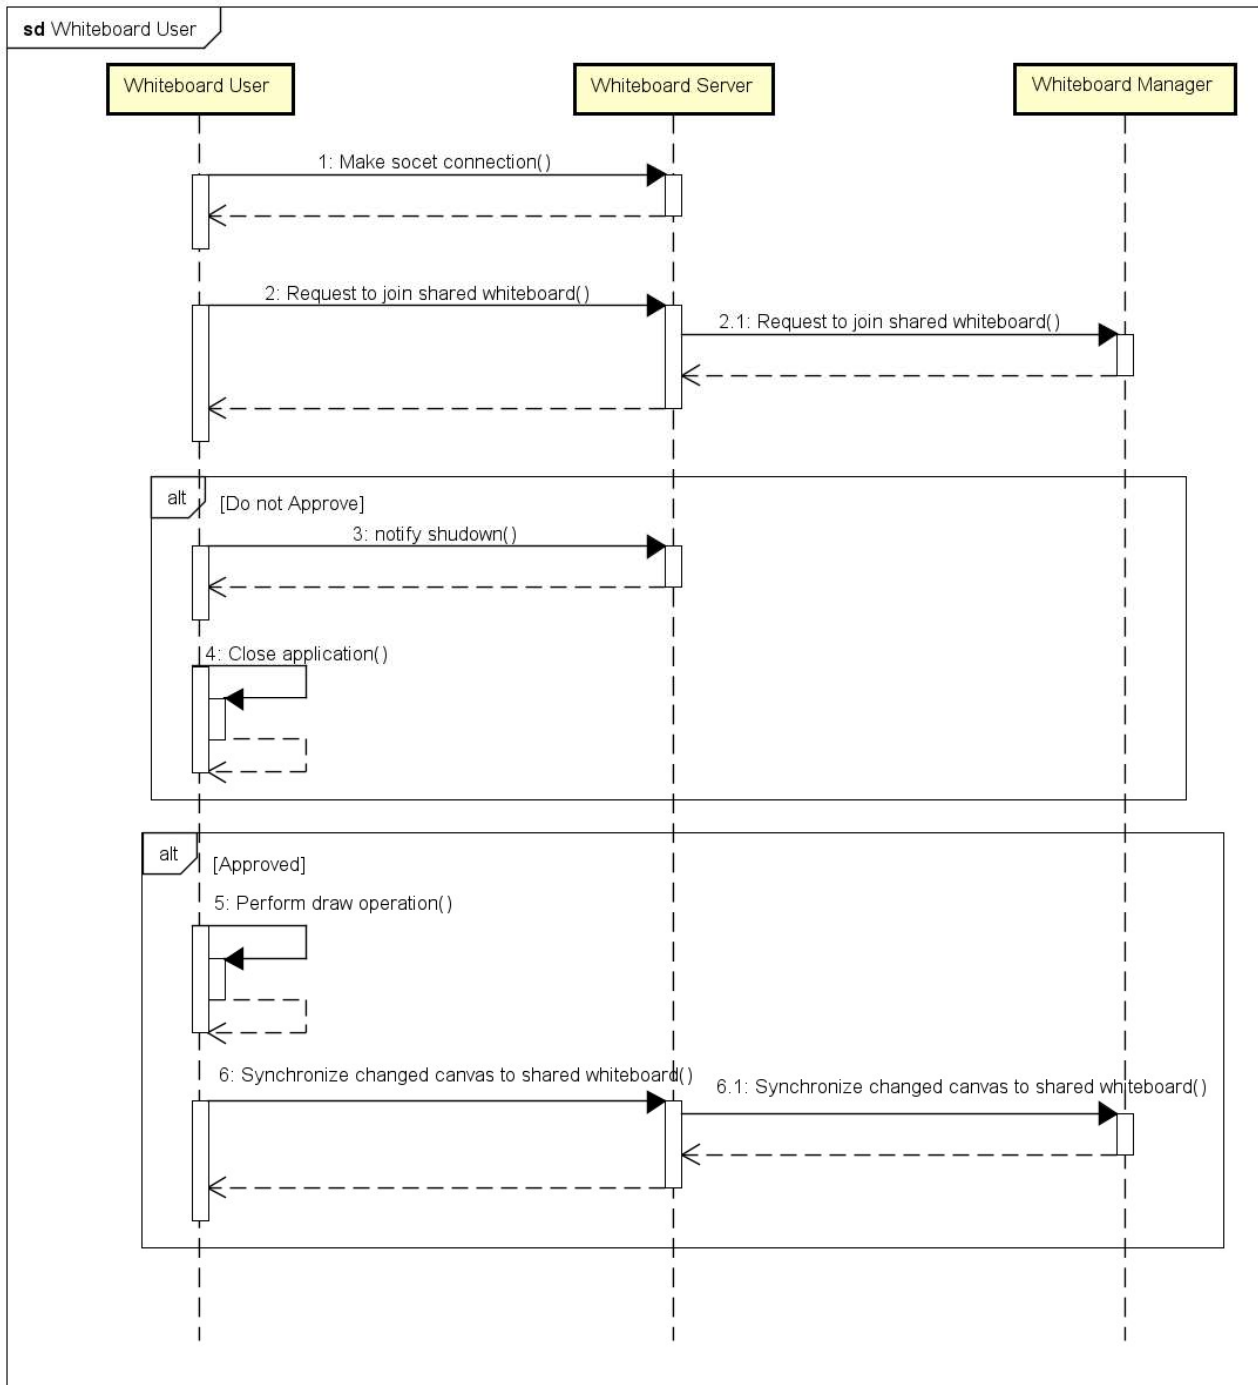 sd Whiteboard User
Whiteboard User
Whiteboard Server
Whiteboard Manager
1: Make socet connection()
2: Request to join shared whiteboard()
2.1: Request to join shared whiteboard()
alt
[Do not Approve]
3: notify shudown()
4: Close application()
alt
[Approved]
5: Perform draw operation()
6: Synchronize changed canvas to shared whiteboard()
6.1: Synchronize changed canvas to shared whiteboard()